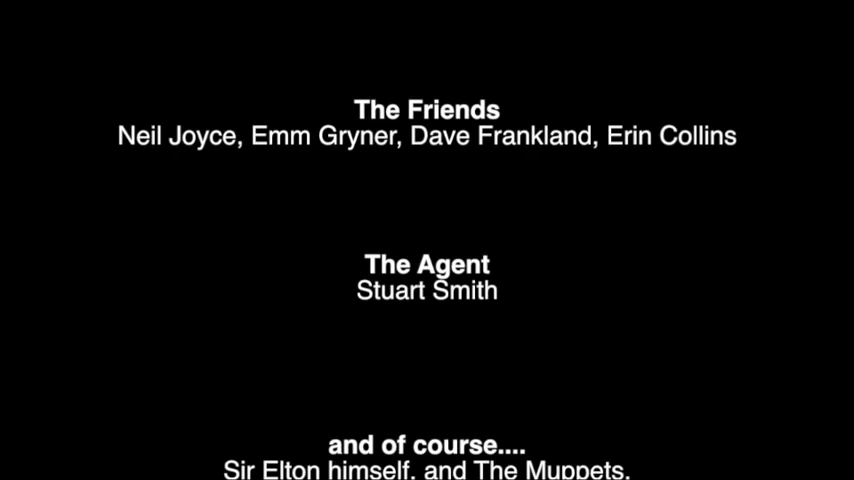 The Friends
Neil Joyce, Emm Gryner, Dave Frankland, Erin Collins
The Agent
Stuart Smith
and of course....
Sir Elton himself, and The Muppets.